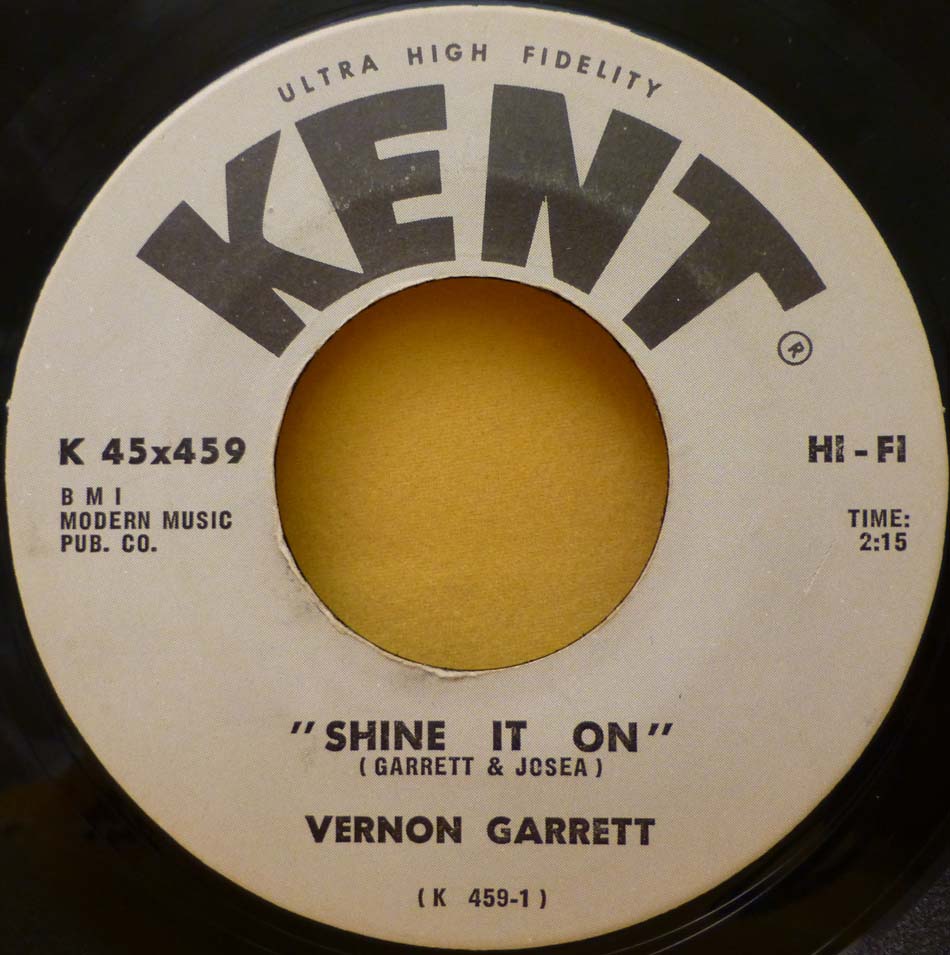 ULTRA HIGH FIDELITY
KENT
®
K 45x459
HI-FI
B M I
MODERN MUSIC
PUB. CO.
TIME:
2:15
"SHINE IT ON"
(GARRETT & JOSEA)
VERNON GARRETT
(K 459-1)